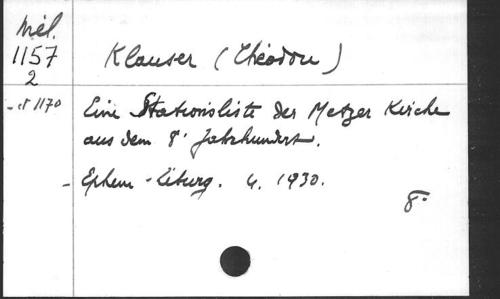 Mél.
1157
2
- et 1170
Klauser (Théodore)
Eine Stationsliste der Metzer Kirche
aus dem 8. Jahrhundert.
- Ephem. Liturg. 4. 1930.
8°